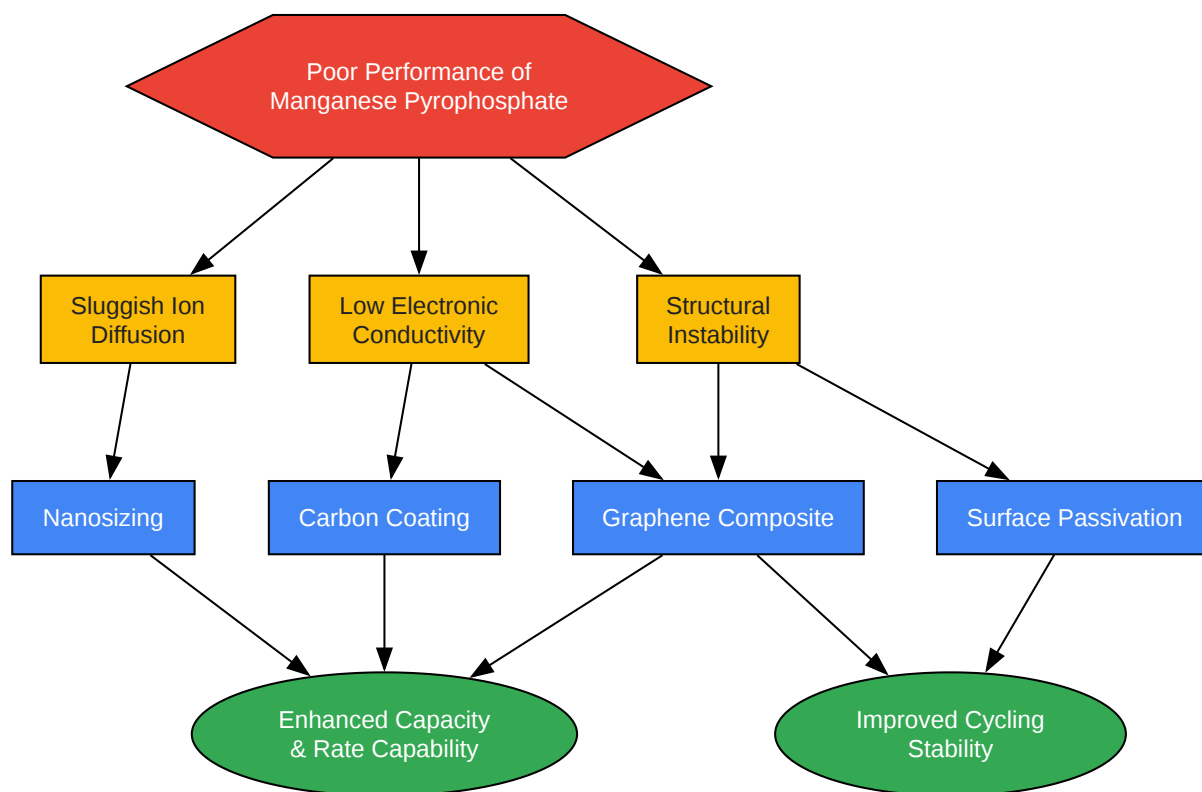 Poor Performance of
Manganese Pyrophosphate
Sluggish Ion
Diffusion
Low Electronic
Conductivity
Structural
Instability
Nanosizing
Carbon Coating
Graphene Composite
Surface Passivation
Enhanced Capacity
& Rate Capability
Improved Cycling
Stability